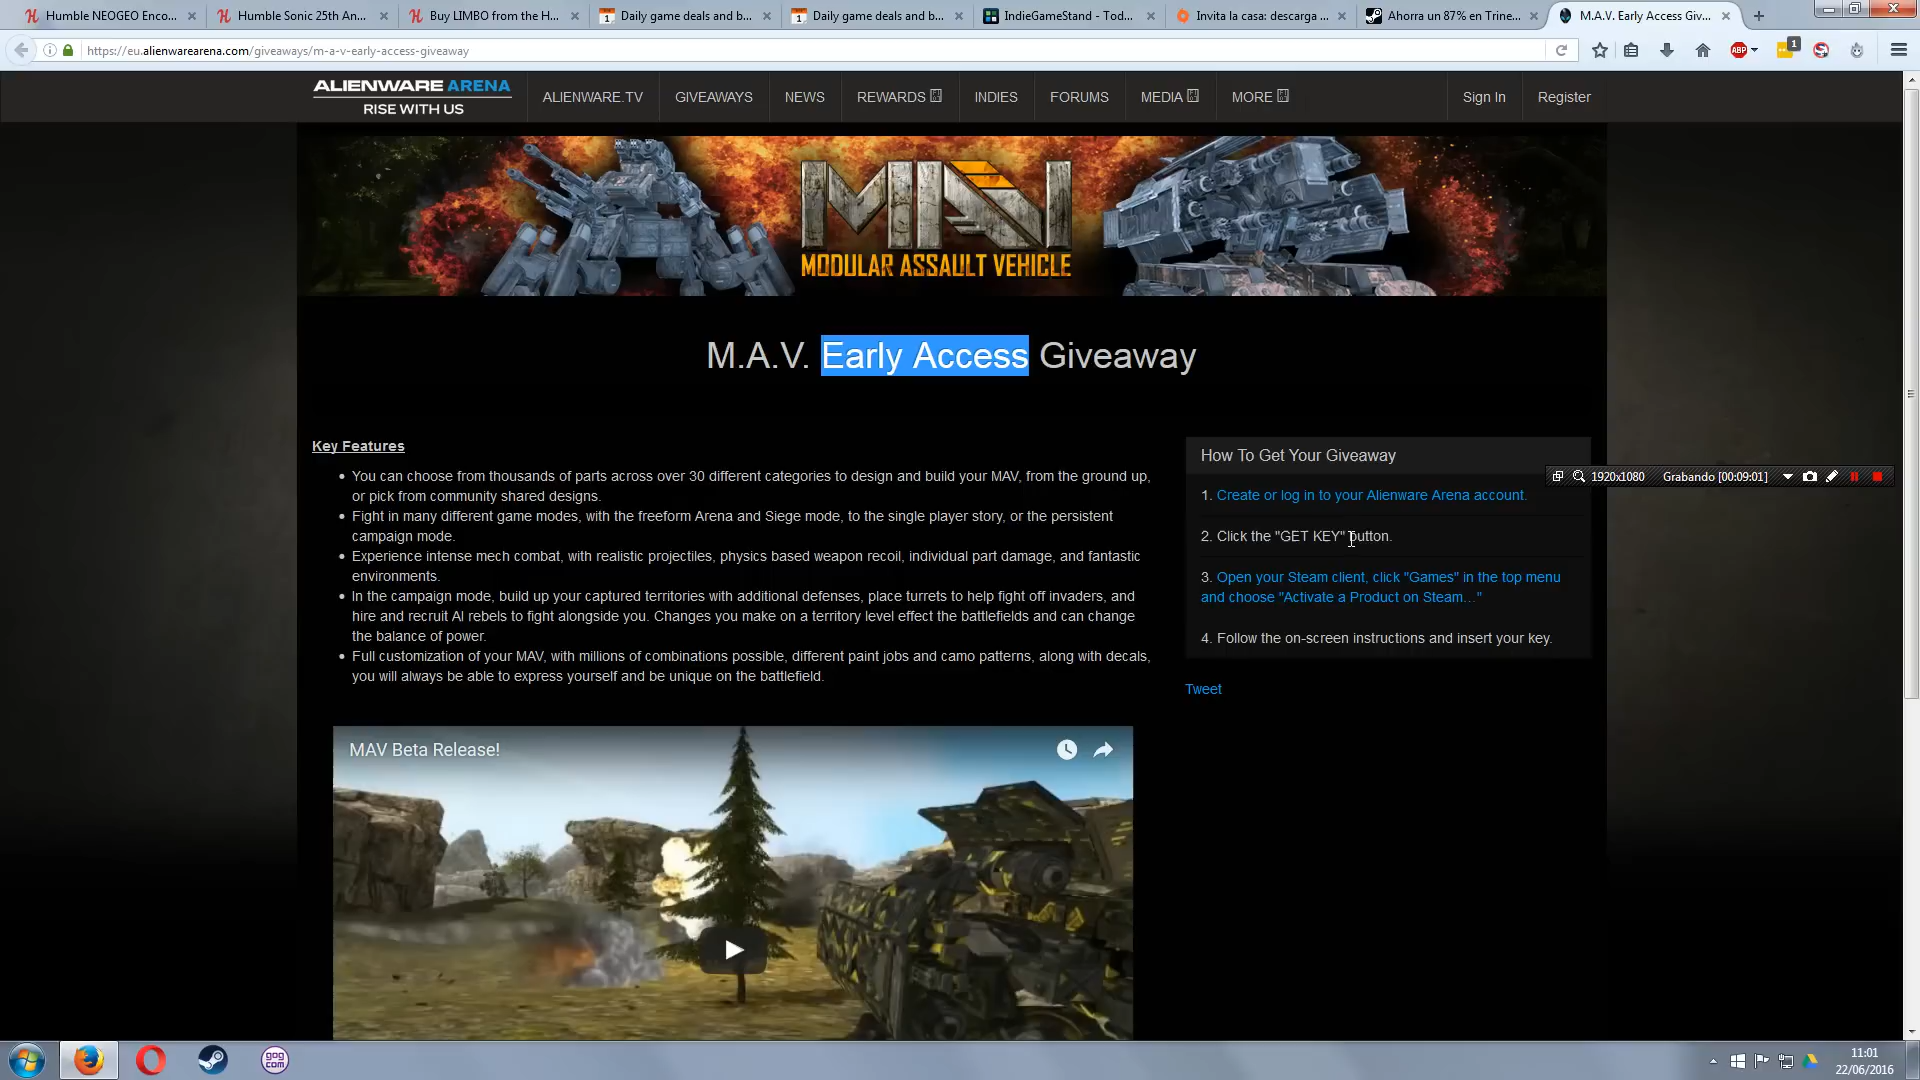 Humble NEOGEO Enco...
Humble Sonic 25th An...
Buy LIMBO from the H...
Daily game deals and b...
Daily game deals and b...
IndieGameStand - Tod...
Invita la casa: descarga ...
Ahorra un 87% en Trine...
M.A.V. Early Access Giv...
https://eu.alienwarearena.com/giveaways/m-a-v-early-access-giveaway
ABP
1
ALIENWARE ARENA
RISE WITH US
ALIENWARE.TV
GIVEAWAYS
NEWS
REWARDS
INDIES
FORUMS
MEDIA
MORE
Sign In
Register
MAV
MODULAR ASSAULT VEHICLE
M.A.V. Early Access Giveaway
Key Features
You can choose from thousands of parts across over 30 different categories to design and build your MAV, from the ground up,
or pick from community shared designs.
Fight in many different game modes, with the freeform Arena and Siege mode, to the single player story, or the persistent
campaign mode.
Experience intense mech combat, with realistic projectiles, physics based weapon recoil, individual part damage, and fantastic
environments.
In the campaign mode, build up your captured territories with additional defenses, place turrets to help fight off invaders, and
hire and recruit AI rebels to fight alongside you. Changes you make on a territory level effect the battlefields and can change
the balance of power.
Full customization of your MAV, with millions of combinations possible, different paint jobs and camo patterns, along with decals,
you will always be able to express yourself and be unique on the battlefield.
How To Get Your Giveaway
1920x1080 Grabando [00:09:01]
1. Create or log in to your Alienware Arena account.
2. Click the "GET KEY" button.
3. Open your Steam client, click "Games" in the top menu
and choose "Activate a Product on Steam..."
4. Follow the on-screen instructions and insert your key.
Tweet
MAV Beta Release!
gog
com
11:01
22/06/2016